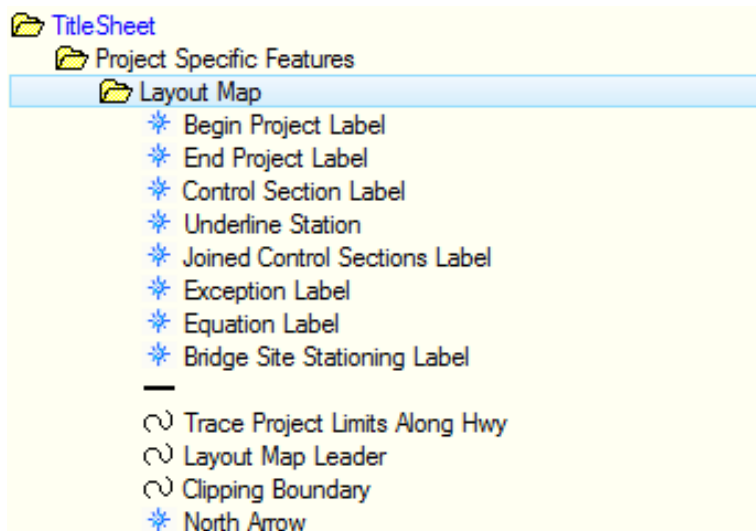 TitleSheet
Project Specific Features
Layout Map
Begin Project Label
End Project Label
Control Section Label
Underline Station
Joined Control Sections Label
Exception Label
Equation Label
Bridge Site Stationing Label
Trace Project Limits Along Hwy
Layout Map Leader
Clipping Boundary
North Arrow